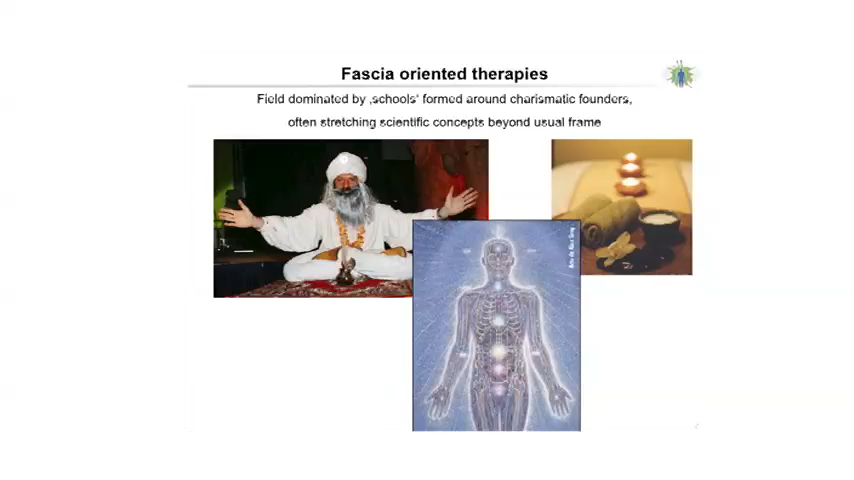 Fascia oriented therapies
Field dominated by ‚schools‘ formed around charismatic founders,
often stretching scientific concepts beyond usual frame